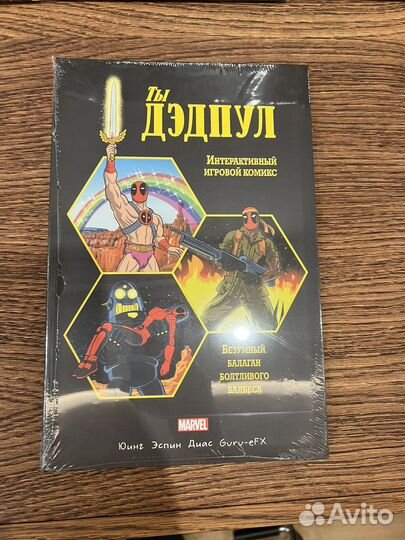 Ты
ДЭДПУЛ
Интерактивный
игровой комикс
Безумный
балаган
болтливого
балбеса
MARVEL
Юинг Эспин Диас Guru-eFX
Avito